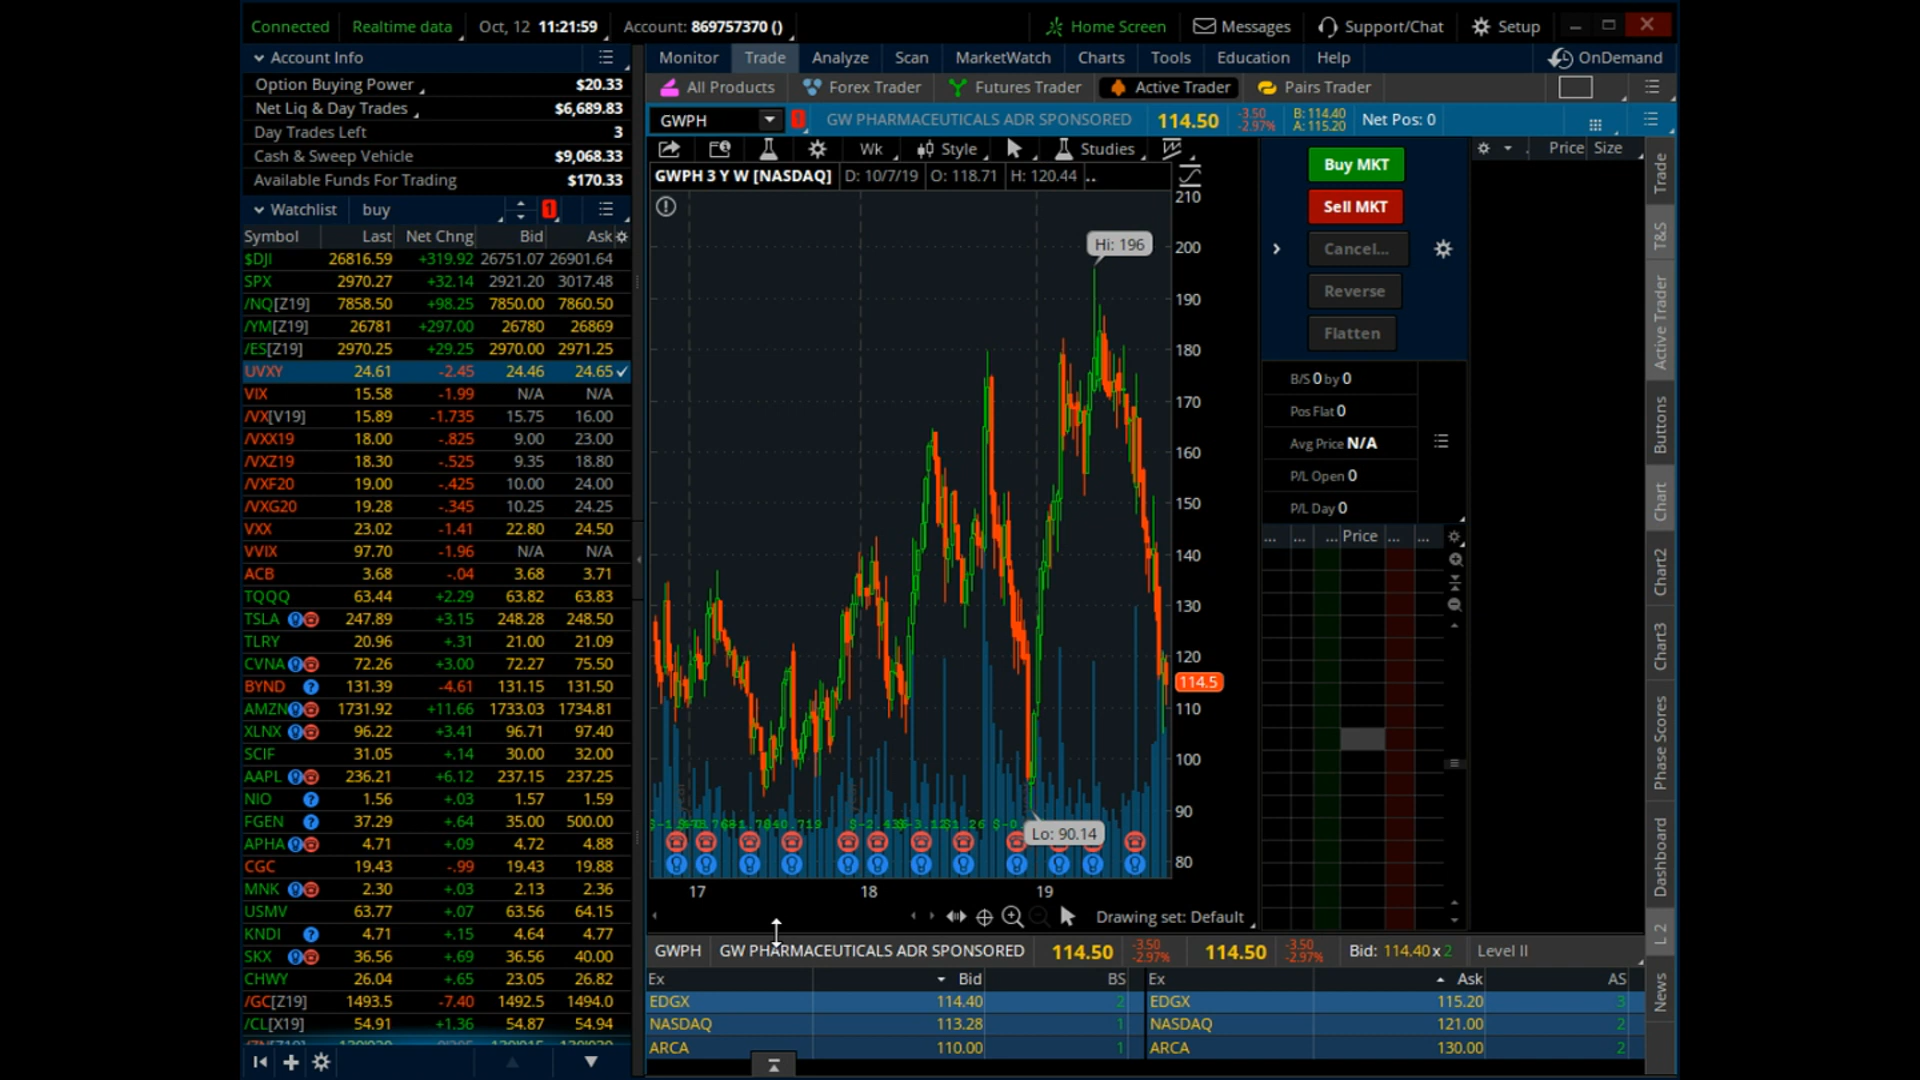 Connected Realtime data Oct, 12 11:21:59 Account: 869757370 () Home Screen Messages Support/Chat Setup
Account Info
Option Buying Power $20.33
Net Liq & Day Trades $6,689.83
Day Trades Left 3
Cash & Sweep Vehicle $9,068.33
Available Funds For Trading $170.33
Watchlist buy 1
Symbol Last Net Chng Bid Ask
$DJI 26816.59 +319.92 26751.07 26901.64
SPX 2970.27 +32.14 2921.20 3017.48
/NQ[Z19] 7858.50 +98.25 7850.00 7860.50
/YM[Z19] 26781 +297.00 26780 26869
/ES[Z19] 2970.25 +29.25 2970.00 2971.25
UVXY 24.61 -2.45 24.46 24.65
VIX 15.58 -1.99 N/A N/A
/VX[V19] 15.89 -1.735 15.75 16.00
/VXX19 18.00 -.825 9.00 23.00
/VXZ19 18.30 -.525 9.35 18.80
/VXF20 19.00 -.425 10.00 24.00
/VXG20 19.28 -.345 10.25 24.25
VXX 23.02 -1.41 22.80 24.50
VVIX 97.70 -1.96 N/A N/A
ACB 3.68 -.04 3.68 3.71
TQQQ 63.44 +2.29 63.82 63.83
TSLA 247.89 +3.15 248.28 248.50
TLRY 20.96 +.31 21.00 21.09
CVNA 72.26 +3.00 72.27 75.50
BYND ? 131.39 -4.61 131.15 131.50
AMZN 1731.92 +11.66 1733.03 1734.81
XLNX 96.22 +3.41 96.71 97.40
SCIF 31.05 +.14 30.00 32.00
AAPL 236.21 +6.12 237.15 237.25
NIO ? 1.56 +.03 1.57 1.59
FGEN ? 37.29 +.64 35.00 500.00
APHA 4.71 +.09 4.72 4.88
CGC 19.43 -.99 19.43 19.88
MNK 2.30 +.03 2.13 2.36
USMV 63.77 +.07 63.56 64.15
KNDI ? 4.71 +.15 4.64 4.77
SKX 36.56 +.69 36.56 40.00
CHWY 26.04 +.65 23.05 26.82
/GC[Z19] 1493.5 -7.40 1492.5 1494.0
/CL[X19] 54.91 +1.36 54.87 54.94
Monitor Trade Analyze Scan MarketWatch Charts Tools Education Help OnDemand
All Products Forex Trader Futures Trader Active Trader Pairs Trader
GWPH 1 GW PHARMACEUTICALS ADR SPONSORED 114.50 -3.50 -2.97% B: 114.40 A: 115.20 Net Pos: 0
Wk Style Studies
GWPH 3 Y W [NASDAQ] D: 10/7/19 O: 118.71 H: 120.44 ..
210
200
190
180
170
160
150
140
130
120
114.5
110
100
90
80
Hi: 196
Lo: 90.14
17 18 19
Drawing set: Default
Buy MKT
Sell MKT
Cancel...
Reverse
Flatten
B/S 0 by 0
Pos Flat 0
Avg Price N/A
P/L Open 0
P/L Day 0
... ... ... Price ... ...
Price Size
Trade
T&S
Active Trader
Buttons
Chart
Chart2
Chart3
Phase Scores
Dashboard
L 2
News
GWPH GW PHARMACEUTICALS ADR SPONSORED 114.50 -3.50 -2.97% 114.50 -3.50 -2.97% Bid: 114.40 x 2 Level II
Ex Bid BS Ex Ask AS
EDGX 114.40 2 EDGX 115.20 3
NASDAQ 113.28 1 NASDAQ 121.00 2
ARCA 110.00 1 ARCA 130.00 2